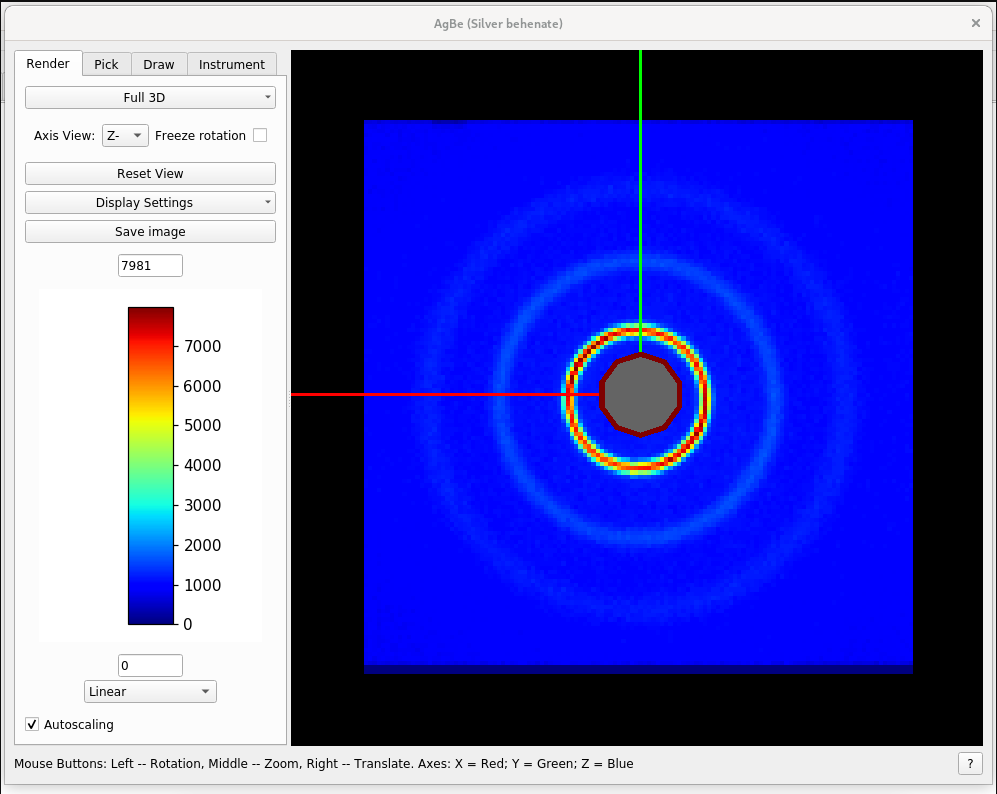 AgBe (Silver behenate)
Render Pick Draw Instrument
Full 3D
Axis View: Z- Freeze rotation
Reset View
Display Settings
Save image
7981
7000
6000
5000
4000
3000
2000
1000
0
0
Linear
Autoscaling
Mouse Buttons: Left -- Rotation, Middle -- Zoom, Right -- Translate. Axes: X = Red; Y = Green; Z = Blue ?